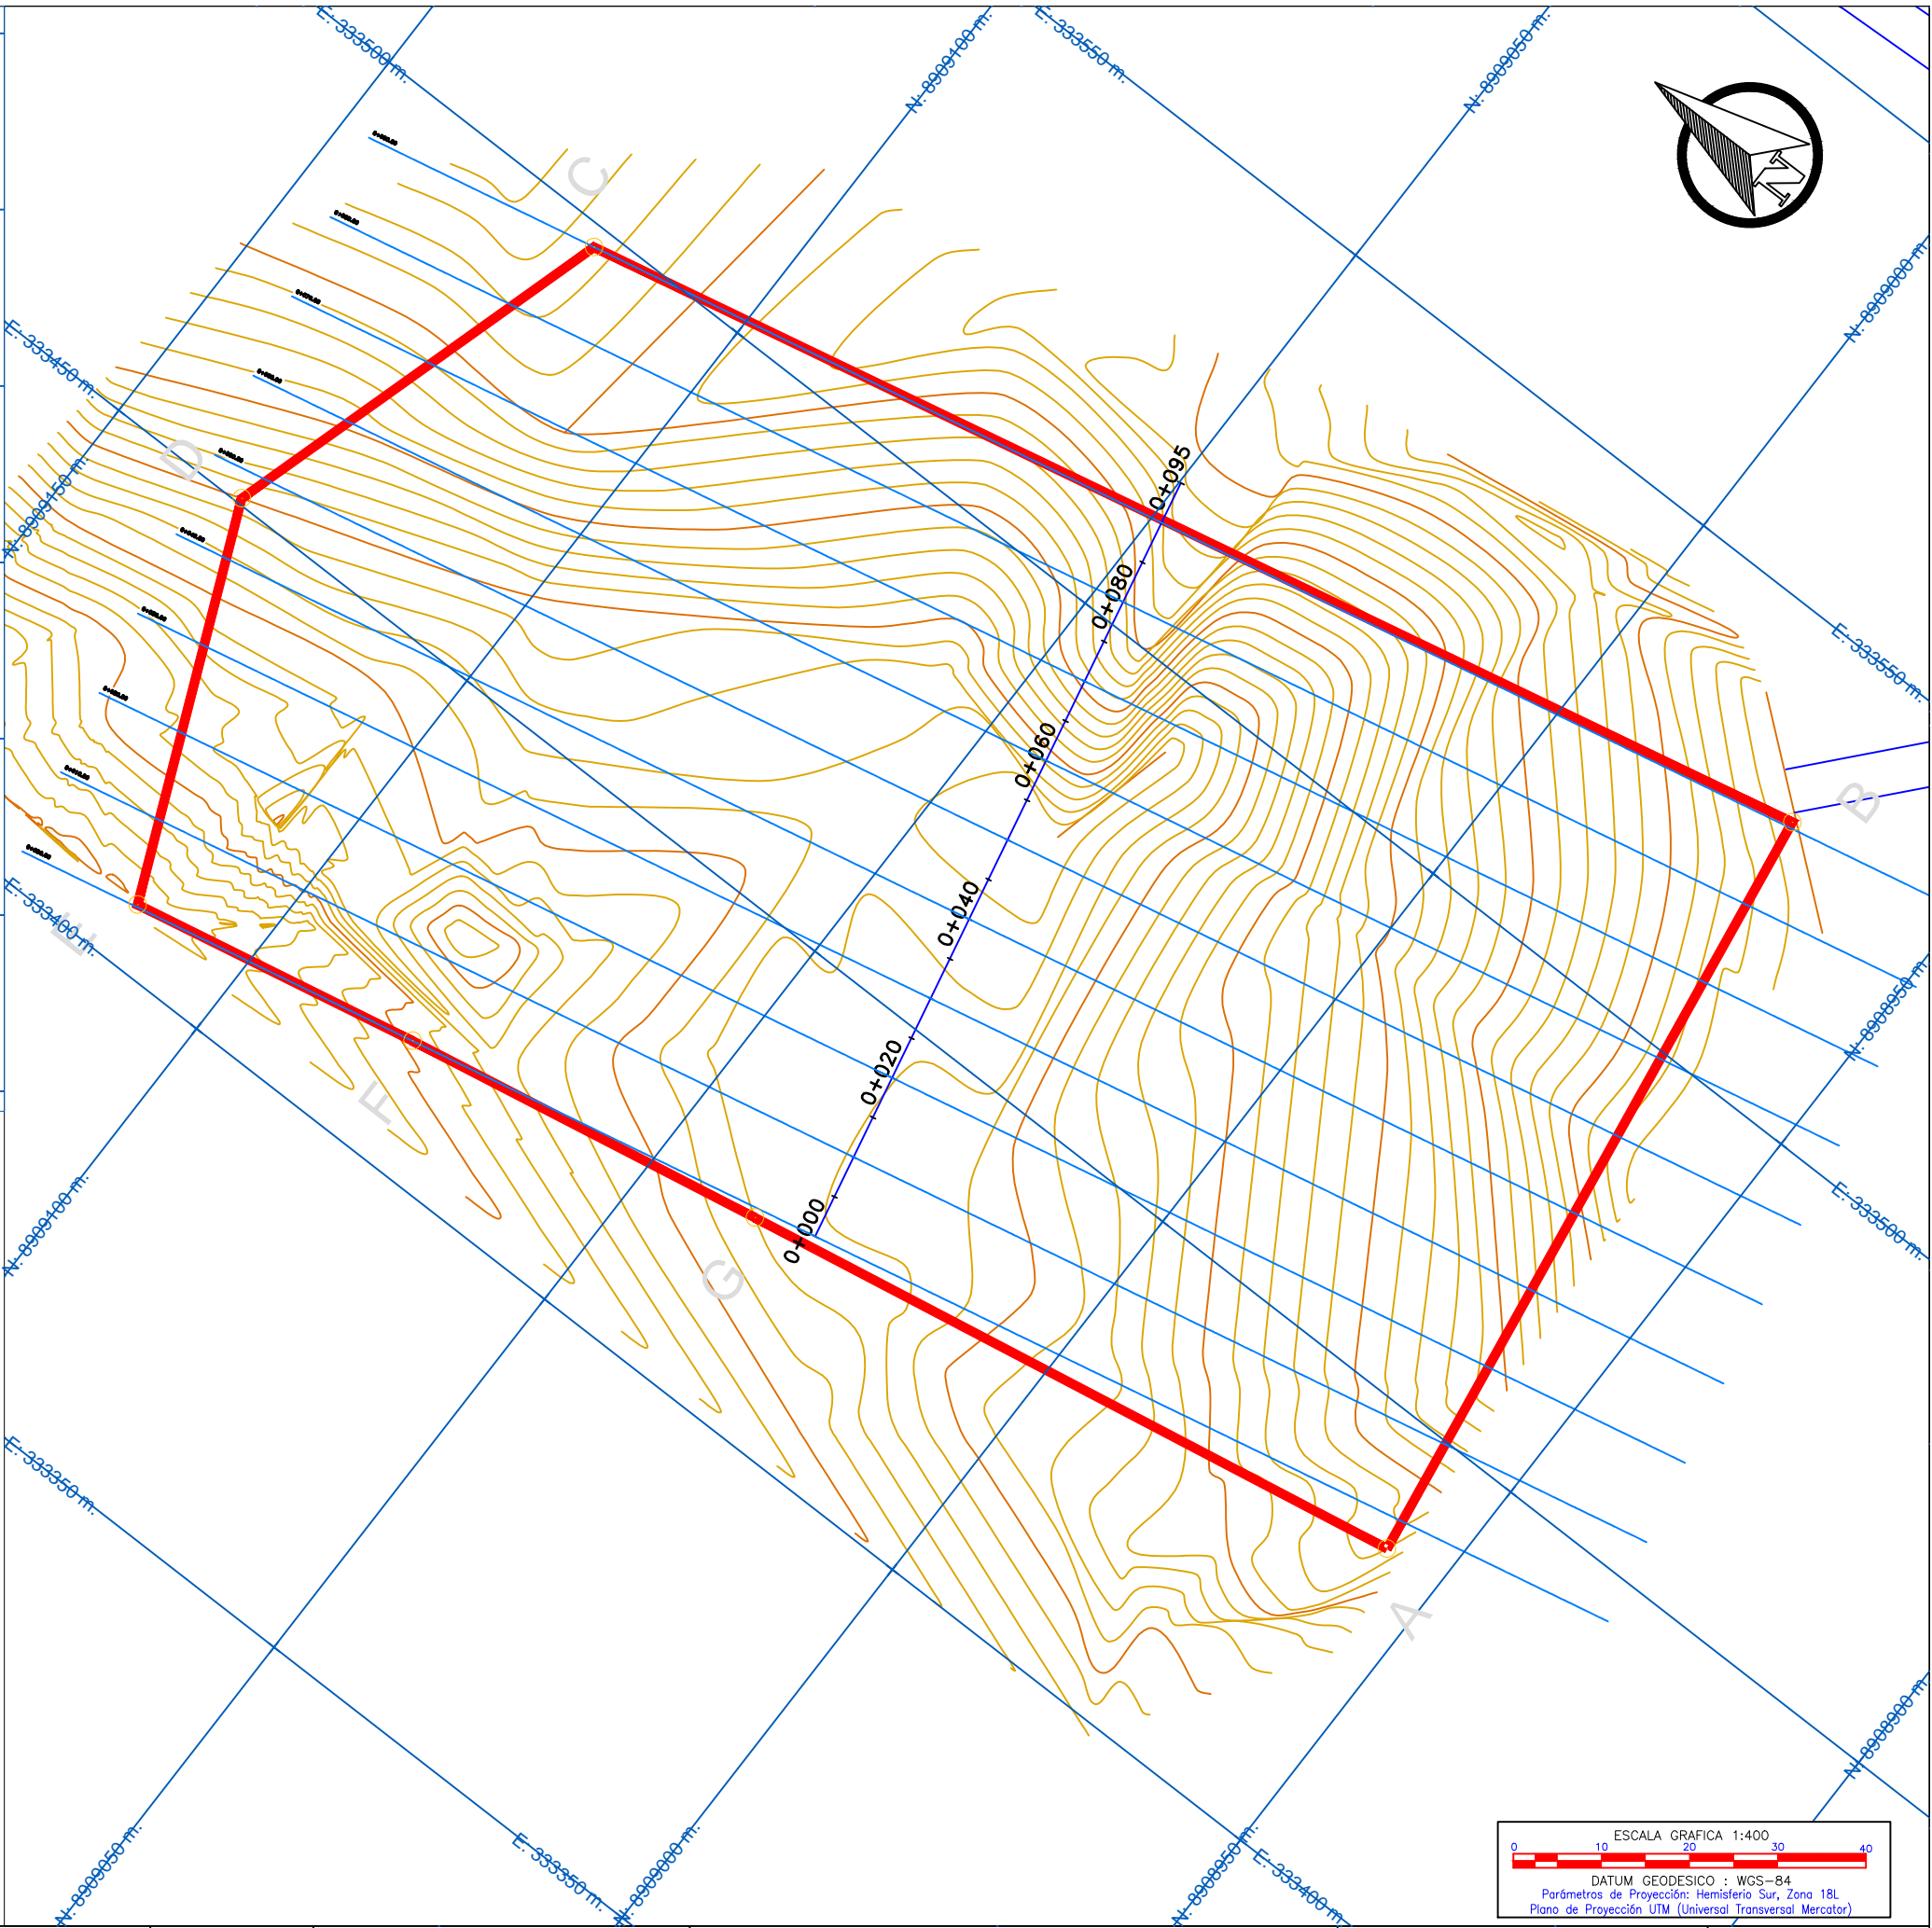 E: 333500 m.
N: 8909100 m.
E: 333550 m.
N: 8909050 m.
N
C
N: 8909000 m.
E: 333450 m.
D
N: 8909150 m.
0+095
0+080
E: 333550 m.
0+060
B
E: 333400 m.
E
0+040
N: 8908950 m.
0+020
F
N: 8909100 m.
0+000
G
E: 333500 m.
E: 333350 m.
A
N: 8908900 m.
N: 8909050 m.
E: 333350 m.
N: 8909000 m.
N: 8908950 m.
E: 333400 m.
ESCALA GRAFICA 1:400
0 10 20 30 40
DATUM GEODESICO : WGS-84
Parámetros de Proyección: Hemisferio Sur, Zona 18L
Plano de Proyección UTM (Universal Transversal Mercator)